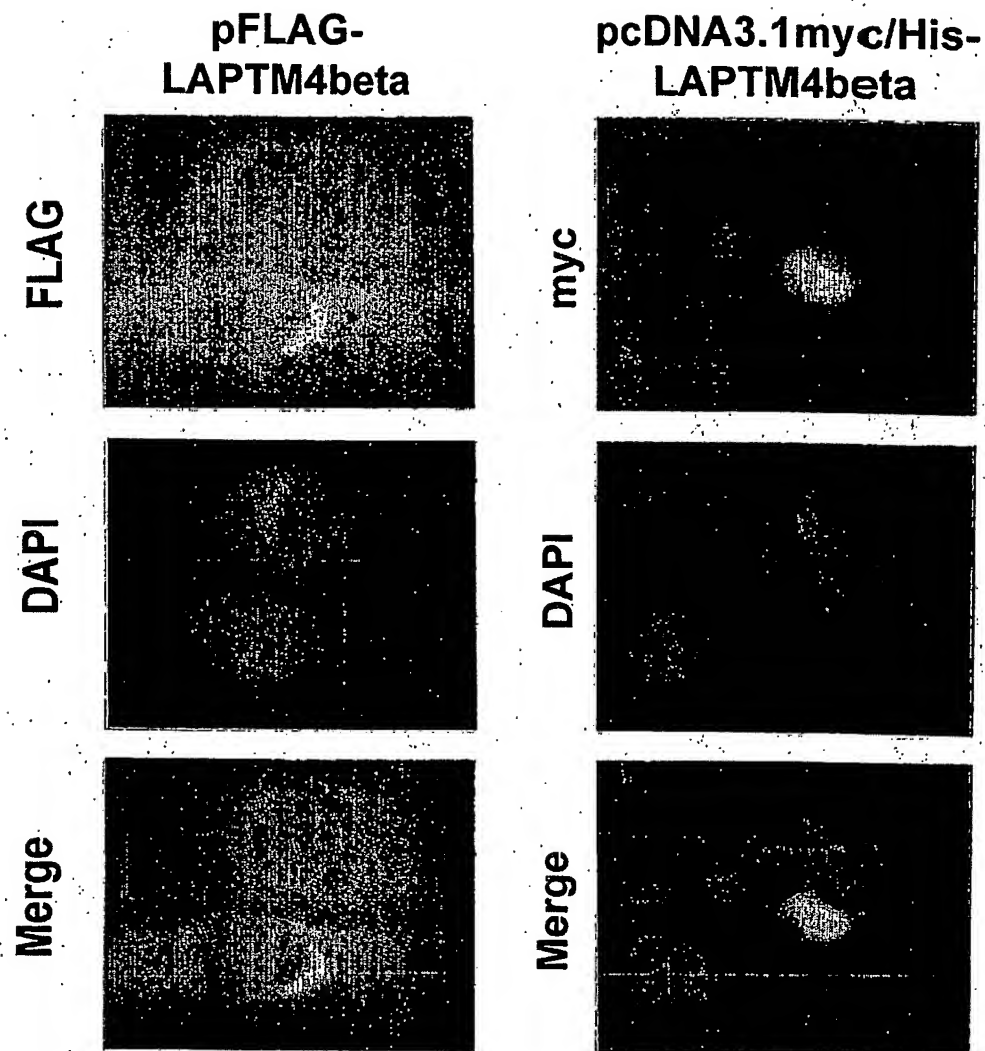 pFLAG-
LAPTM4beta
pcDNA3.1myc/His-
LAPTM4beta
FLAG
myc
DAPI
DAPI
Merge
Merge